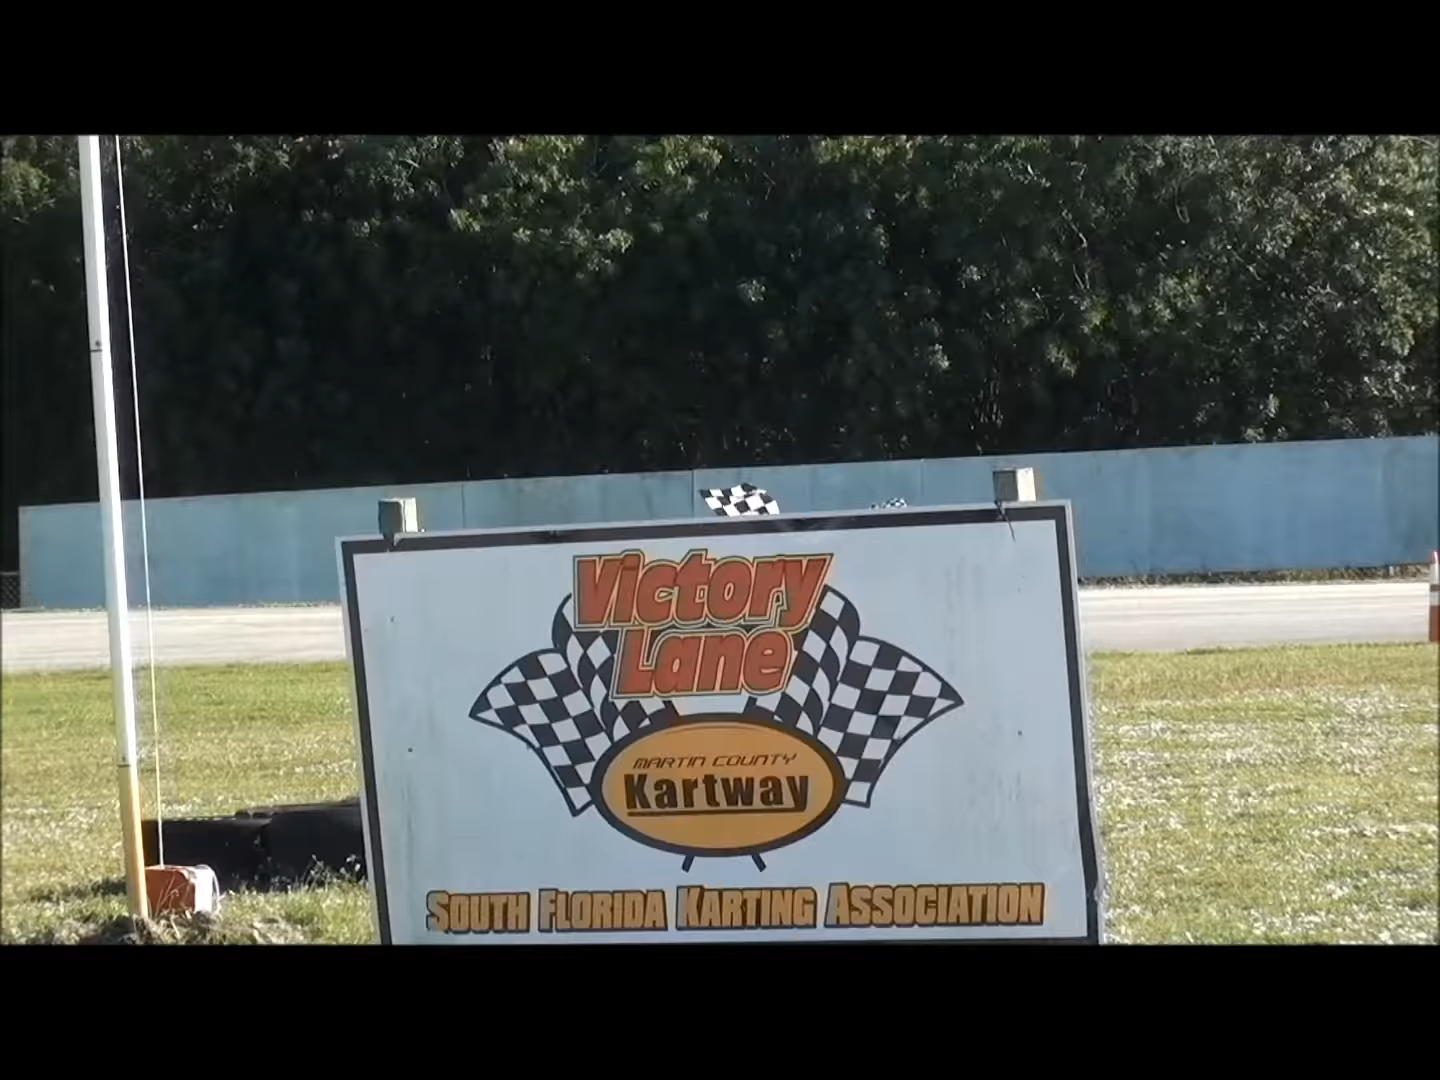 Victory
Lane
MARTIN COUNTY
Kartway
SOUTH FLORIDA KARTING ASSOCIATION